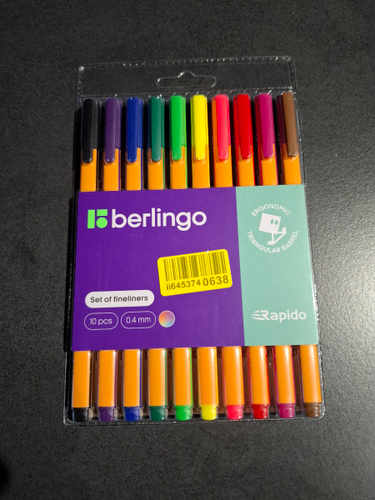 berlingo
ERGONOMIC
TRIANGULAR BARREL
ii645374 0638
Set of fineliners
10 pcs
0.4 mm
Rapido